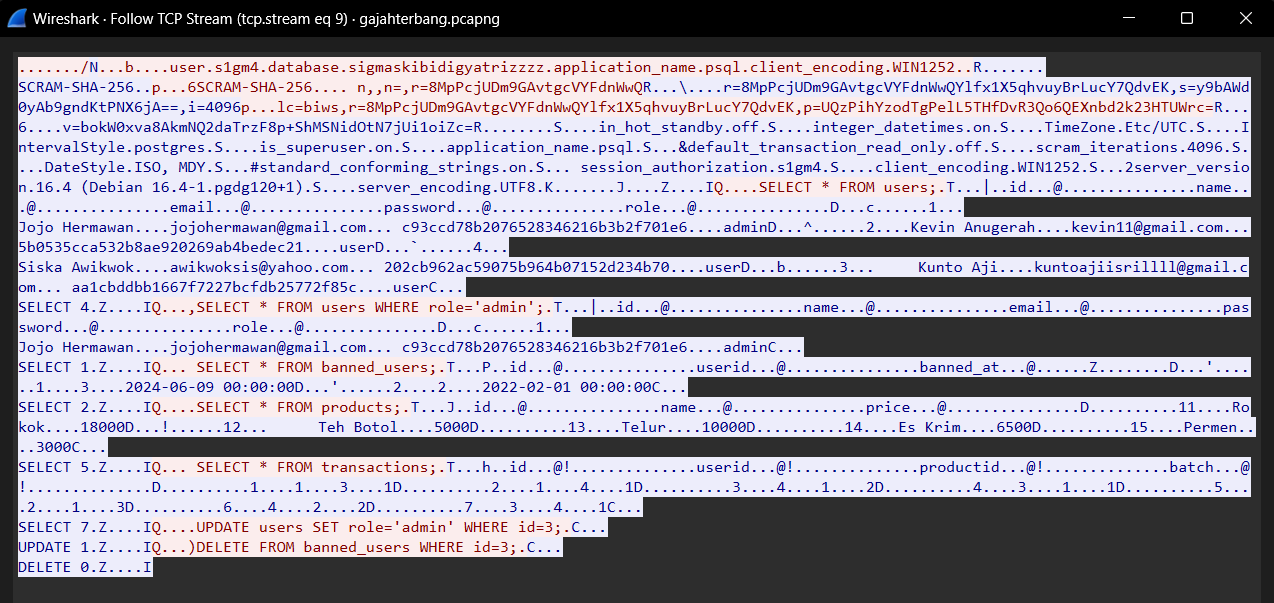 Wireshark · Follow TCP Stream (tcp.stream eq 9) · gajahterbang.pcapng
......./N...b....user.s1gm4.database.sigmaskibidigyatrizzzz.application_name.psql.client_encoding.WIN1252..R.......
SCRAM-SHA-256..p...6SCRAM-SHA-256.... n,,n=,r=8MpPcjUDm9GAvtgcVYFdnWwQR...\....r=8MpPcjUDm9GAvtgcVYFdnWwQYlfx1X5qhvuyBrLucY7QdvEK,s=y9bAWd
0yAb9gndKtPNX6jA==,i=4096p...lc=biws,r=8MpPcjUDm9GAvtgcVYFdnWwQYlfx1X5qhvuyBrLucY7QdvEK,p=UQzPihYzodTgPelL5THfDvR3Qo6QEXnbd2k23HTUWrc=R...
6....v=bokW0xva8AkmNQ2daTrzF8p+ShMSNidOtN7jUi1oiZc=R........S....in_hot_standby.off.S....integer_datetimes.on.S....TimeZone.Etc/UTC.S....I
ntervalStyle.postgres.S....is_superuser.on.S....application_name.psql.S...&default_transaction_read_only.off.S....scram_iterations.4096.S.
...DateStyle.ISO, MDY.S...#standard_conforming_strings.on.S... session_authorization.s1gm4.S....client_encoding.WIN1252.S...2server_versio
n.16.4 (Debian 16.4-1.pgdg120+1).S....server_encoding.UTF8.K.......J....Z....IQ....SELECT * FROM users;.T...|..id...@...............name..
.@...............email...@...............password...@...............role...@...............D...c......1...
Jojo Hermawan....jojohermawan@gmail.com... c93ccd78b2076528346216b3b2f701e6....adminD...^......2....Kevin Anugerah....kevin11@gmail.com...
5b0535cca532b8ae920269ab4bedec21....userD...`......4...
Siska Awikwok....awikwoksis@yahoo.com... 202cb962ac59075b964b07152d234b70....userD...b......3...	Kunto Aji....kuntoajiisrillll@gmail.c
om... aa1cbddbb1667f7227bcfdb25772f85c....userC...
SELECT 4.Z....IQ...,SELECT * FROM users WHERE role='admin';.T...|..id...@...............name...@...............email...@...............pas
sword...@...............role...@...............D...c......1...
Jojo Hermawan....jojohermawan@gmail.com... c93ccd78b2076528346216b3b2f701e6....adminC...
SELECT 1.Z....IQ....SELECT * FROM banned_users;.T...P..id...@...............userid...@...............banned_at...@......Z........D...'....
..1....3....2024-06-09 00:00:00D...'......2....2....2022-02-01 00:00:00C...
SELECT 2.Z....IQ....SELECT * FROM products;.T...J..id...@...............name...@...............price...@...............D..........11....Ro
kok....18000D...!......12...	Teh Botol....5000D..........13....Telur....10000D..........14....Es Krim....6500D..........15....Permen..
..3000C...
SELECT 5.Z....IQ... SELECT * FROM transactions;.T...h..id...@!..............userid...@!..............productid...@!..............batch...@
!..............D..........1....1....3....1D..........2....1....4....1D..........3....4....1....2D..........4....3....1....1D..........5...
.2....1....3D..........6....4....2....2D..........7....3....4....1C...
SELECT 7.Z....IQ....UPDATE users SET role='admin' WHERE id=3;.C...
UPDATE 1.Z....IQ...)DELETE FROM banned_users WHERE id=3;.C...
DELETE 0.Z....I